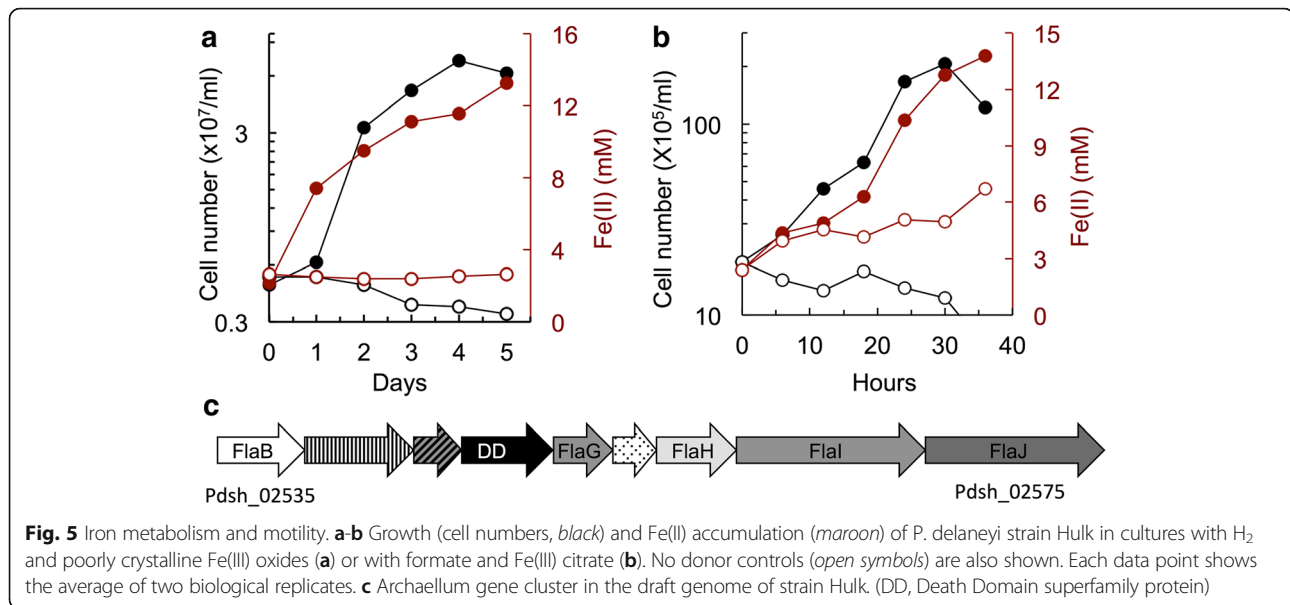 a
16
12
8
4
0
3
0.3
Cell number (x10⁷/ml)
Fe(II) (mM)
0 1 2 3 4 5
Days
b
15
12
9
6
3
0
100
10
Cell number (X10⁵/ml)
Fe(II) (mM)
0 10 20 30 40
Hours
c
FlaB DD FlaG FlaH FlaI FlaJ
Pdsh_02535 Pdsh_02575
Fig. 5 Iron metabolism and motility. a-b Growth (cell numbers, black) and Fe(II) accumulation (maroon) of P. delaneyi strain Hulk in cultures with H₂
and poorly crystalline Fe(III) oxides (a) or with formate and Fe(III) citrate (b). No donor controls (open symbols) are also shown. Each data point shows
the average of two biological replicates. c Archaellum gene cluster in the draft genome of strain Hulk. (DD, Death Domain superfamily protein)